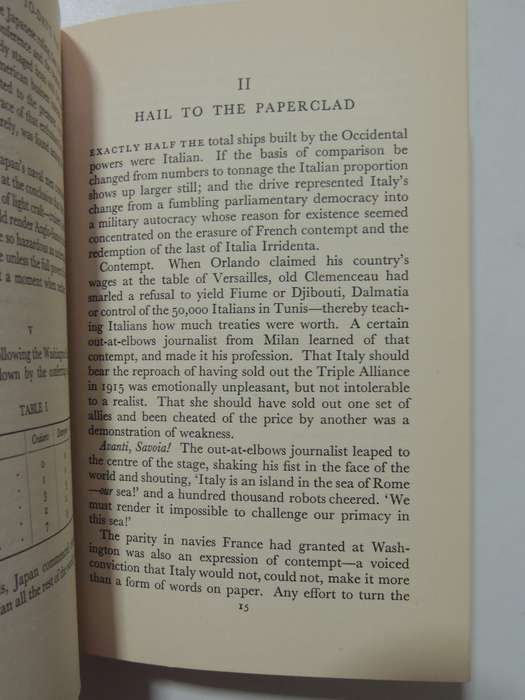 II
HAIL TO THE PAPERCLAD
EXACTLY HALF THE total ships built by the Occidental
powers were Italian. If the basis of comparison be
changed from numbers to tonnage the Italian proportion
shows up larger still; and the drive represented Italy's
change from a fumbling parliamentary democracy into
a military autocracy whose reason for existence seemed
concentrated on the erasure of French contempt and the
redemption of the last of Italia Irridenta.
Contempt. When Orlando claimed his country's
wages at the table of Versailles, old Clemenceau had
snarled a refusal to yield Fiume or Djibouti, Dalmatia
or control of the 50,000 Italians in Tunis—thereby teach-
ing Italians how much treaties were worth. A certain
out-at-elbows journalist from Milan learned of that
contempt, and made it his profession. That Italy should
bear the reproach of having sold out the Triple Alliance
in 1915 was emotionally unpleasant, but not intolerable
to a realist. That she should have sold out one set of
allies and been cheated of the price by another was a
demonstration of weakness.
Avanti, Savoia! The out-at-elbows journalist leaped to
the centre of the stage, shaking his fist in the face of the
world and shouting, 'Italy is an island in the sea of Rome
—our sea!' and a hundred thousand robots cheered. 'We
must render it impossible to challenge our primacy in
this sea!'
The parity in navies France had granted at Wash-
ington was also an expression of contempt—a voiced
conviction that Italy would not, could not, make it more
than a form of words on paper. Any effort to turn the
15
V
TABLE I
Cruisers